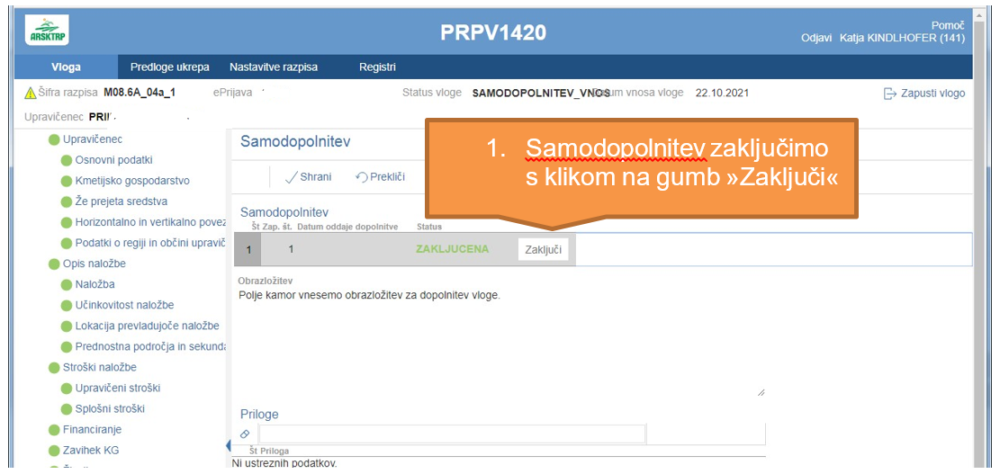 ARSKTRP
PRPV1420
Pomoč
Odjavi Katja KINDLHOFER (141)
Vloga Predloge ukrepa Nastavitve razpisa Registri
Šifra razpisa M08.6A_04a_1 ePrijava Status vloge SAMODOPOLNITEV_VNOS vnosa vloge 22.10.2021 Zapusti vlogo
Upravičenec
Upravičenec
Osnovni podatki
Kmetijsko gospodarstvo
Že prejeta sredstva
Horizontalno in vertikalno povez
Podatki o regiji in občini upravič
Opis naložbe
Naložba
Učinkovitost naložbe
Lokacija prevladujoče naložbe
Prednostna področja in sekunda
Stroški naložbe
Upravičeni stroški
Splošni stroški
Financiranje
Zavihek KG
Samodopolnitev
Shrani Prekliči
1. Samodopolnitev zaključimo
s klikom na gumb »Zaključi«
Samodopolnitev
Št Zap. št. Datum oddaje dopolnitve Status
1 1 ZAKLJUCENA Zaključi
Obrazložitev
Polje kamor vnesemo obrazložitev za dopolnitev vloge.
Priloge
Št Priloga
Ni ustreznih podatkov.